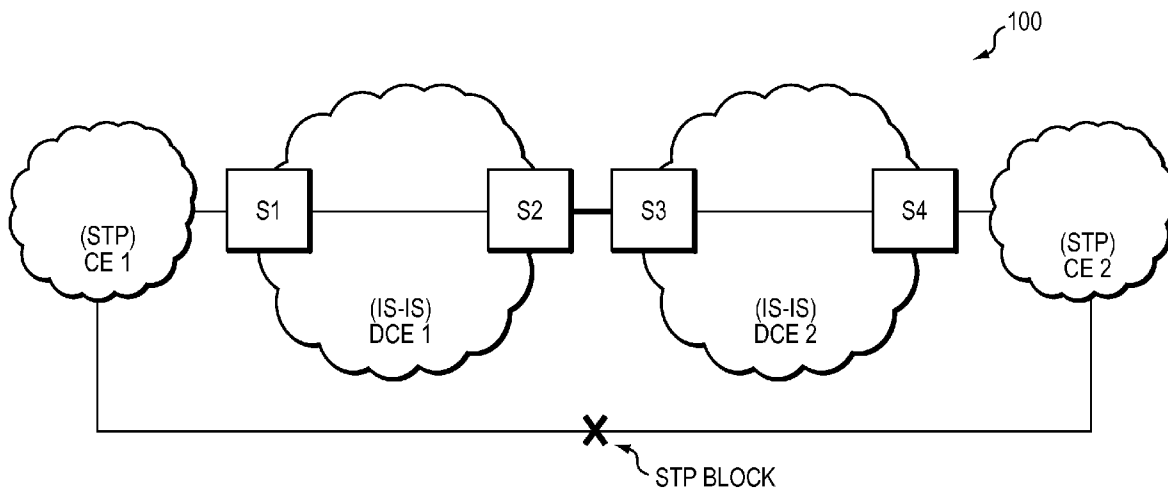 100
S1
S2
S3
S4
(STP)
CE 1
(IS-IS)
DCE 1
(IS-IS)
DCE 2
(STP)
CE 2
STP BLOCK